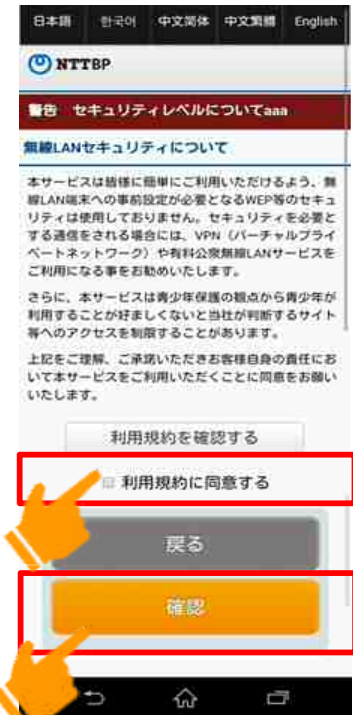 日本語 한국어 中文简体 中文繁體 English
NTTBP
警告 セキュリティレベルについてaaa
無線LANセキュリティについて
本サービスは皆様に簡単にご利用いただけるよう、無
線LAN端末への事前設定が必要となるWEP等のセキュ
リティは使用しておりません。セキュリティを必要と
する通信をされる場合には、VPN（バーチャルプライ
ベートネットワーク）や有料公衆無線LANサービスを
ご利用になる事をお勧めいたします。
さらに、本サービスは青少年保護の観点から青少年が
利用することが好ましくないと当社が判断するサイト
等へのアクセスを制限することがあります。
上記をご理解、ご承諾いただきお客様自身の責任にお
いて本サービスをご利用いただくことに同意をお願い
いたします。
利用規約を確認する
利用規約に同意する
戻る
確認